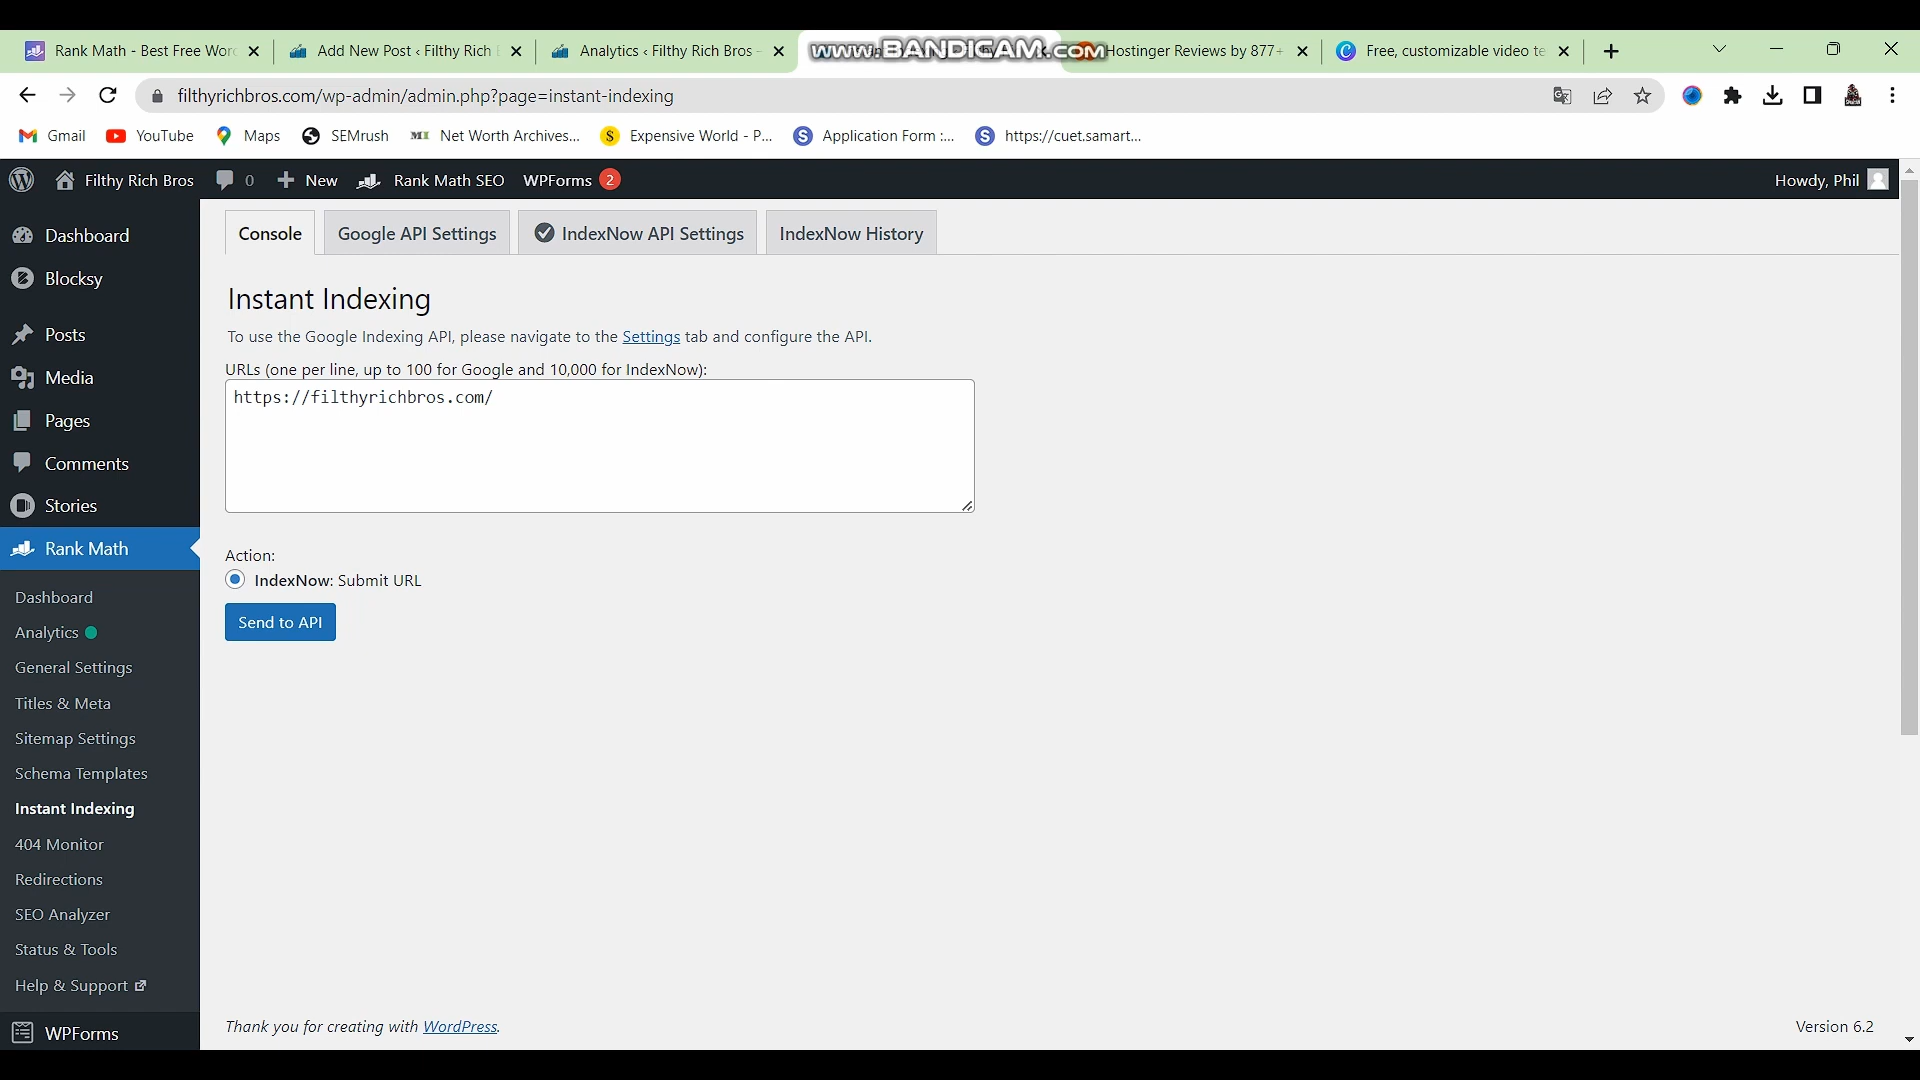 Rank Math - Best Free Wor
Add New Post ‹ Filthy Rich
Analytics ‹ Filthy Rich Bros -
www.BANDICAM.com
Hostinger Reviews by 877+
Free, customizable video te
filthyrichbros.com/wp-admin/admin.php?page=instant-indexing
Gmail
YouTube
Maps
SEMrush
Net Worth Archives...
Expensive World - P...
Application Form :...
https://cuet.samart...
Filthy Rich Bros
0
New
Rank Math SEO
WPForms 2
Howdy, Phil
Dashboard
Blocksy
Posts
Media
Pages
Comments
Stories
Rank Math
Dashboard
Analytics
General Settings
Titles & Meta
Sitemap Settings
Schema Templates
Instant Indexing
404 Monitor
Redirections
SEO Analyzer
Status & Tools
Help & Support
WPForms
Console
Google API Settings
IndexNow API Settings
IndexNow History
Instant Indexing
To use the Google Indexing API, please navigate to the Settings tab and configure the API.
URLs (one per line, up to 100 for Google and 10,000 for IndexNow):
https://filthyrichbros.com/
Action:
IndexNow: Submit URL
Send to API
Thank you for creating with WordPress.
Version 6.2